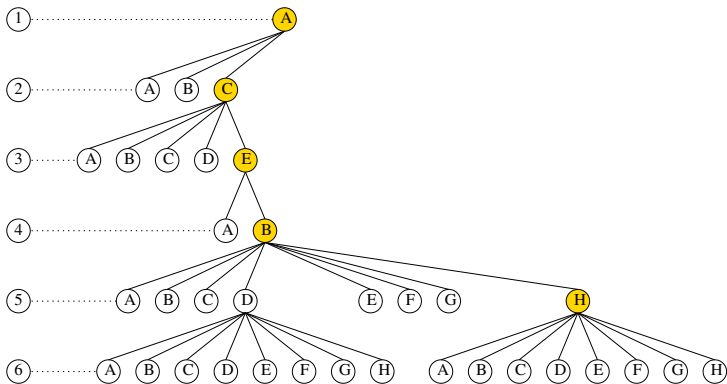 1 A
2 A B C
3 A B C D E
4 A B
5 A B C D E F G H
6 A B C D E F G H A B C D E F G H